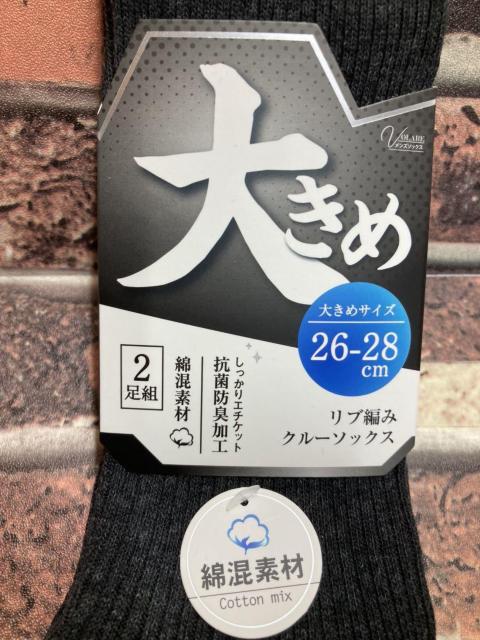 大きめ
VOLARE
メンズソックス
大きめサイズ
26-28
cm
2
足組
しっかりエチケット
抗菌防臭加工
綿混素材
リブ編み
クルーソックス
綿混素材
Cotton mix